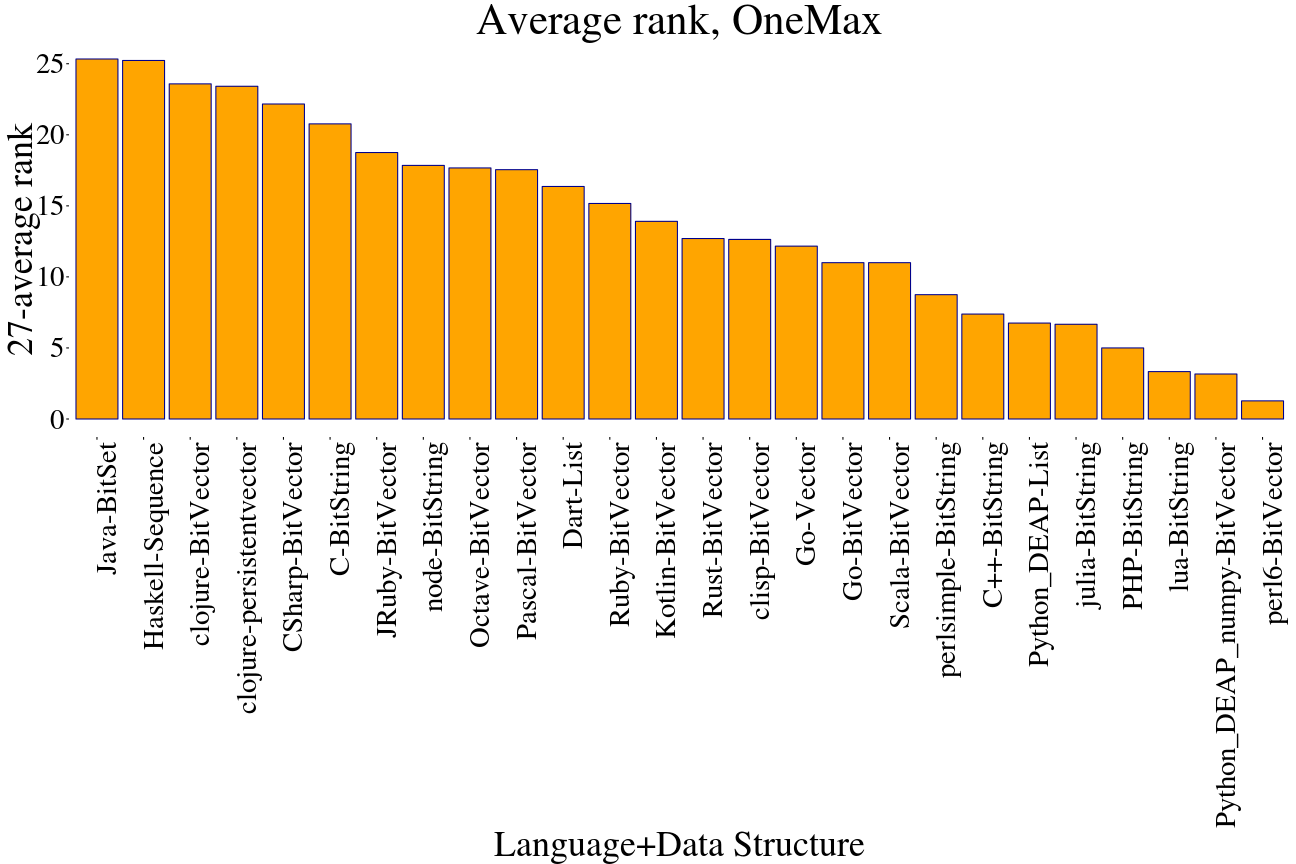 Average rank, OneMax
27-average rank
25
20
15
10
5
0
Java-BitSet
Haskell-Sequence
clojure-BitVector
clojure-persistentvector
CSharp-BitVector
C-BitString
JRuby-BitVector
node-BitString
Octave-BitVector
Pascal-BitVector
Dart-List
Ruby-BitVector
Kotlin-BitVector
Rust-BitVector
clisp-BitVector
Go-Vector
Go-BitVector
Scala-BitVector
perlsimple-BitString
C++-BitString
Python_DEAP-List
julia-BitString
PHP-BitString
lua-BitString
Python_DEAP_numpy-BitVector
perl6-BitVector
Language+Data Structure